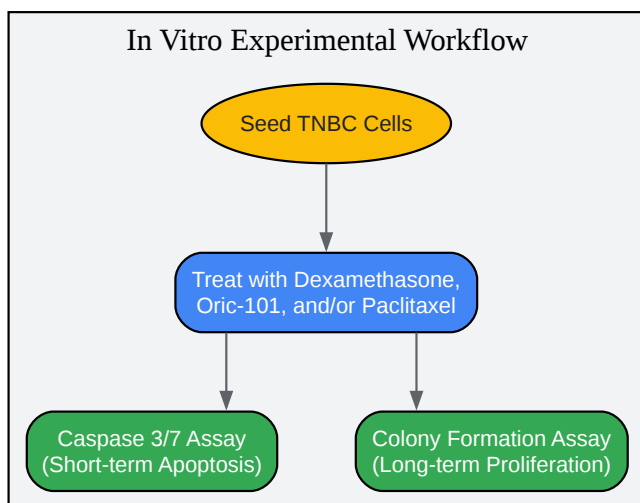 In Vitro Experimental Workflow
Seed TNBC Cells
Treat with Dexamethasone,
Oric-101, and/or Paclitaxel
Caspase 3/7 Assay
(Short-term Apoptosis)
Colony Formation Assay
(Long-term Proliferation)